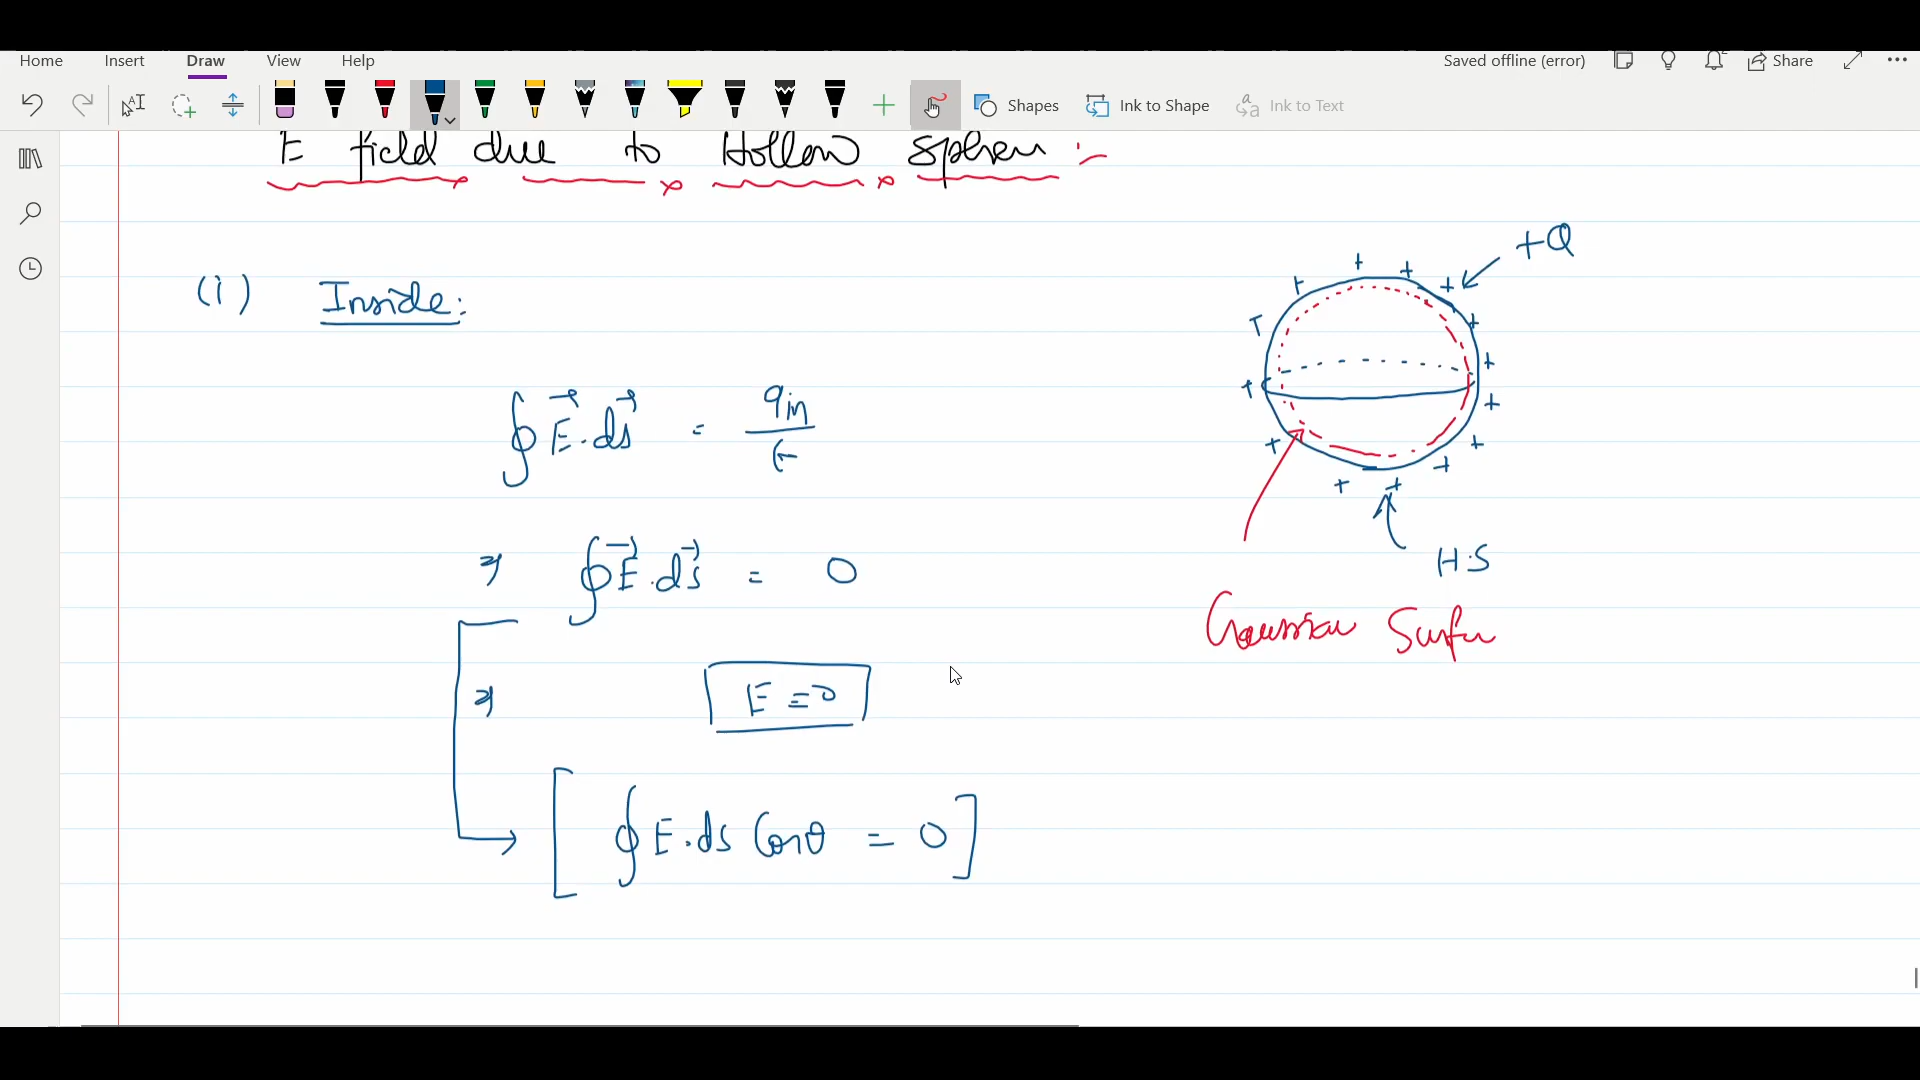 Home Insert Draw View Help Saved offline (error) Share
Shapes Ink to Shape Ink to Text
E field due to Hollow Sphere :-
+Q
(i) Inside:
∮ E⃗ . ds⃗ = qin / ϵ
⇒ ∮ E⃗ . ds⃗ = 0
H.S
Gaussian Surface
⇒ E = 0
[ ∮ E . ds Cos θ = 0 ]